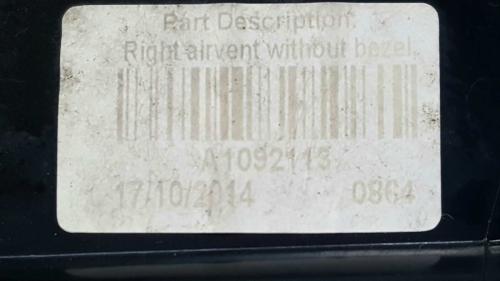 Part Description:
Right airvent without bezel
A1092113
17/10/2014 0864